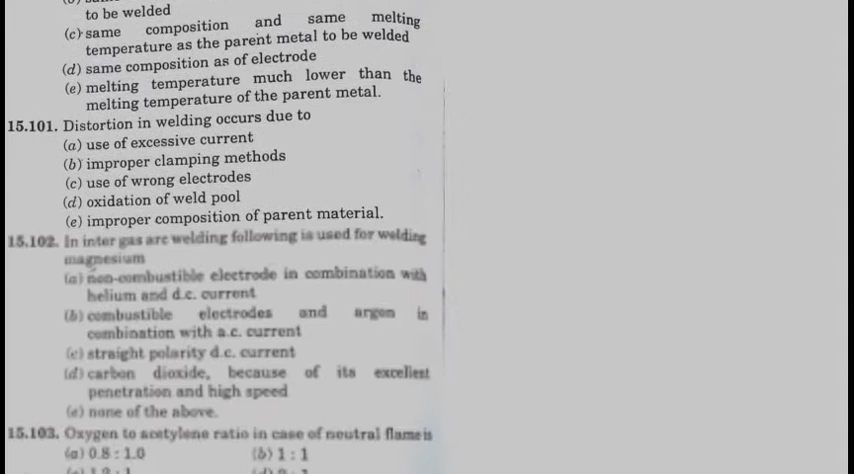 to be welded
(c) same composition and same melting
temperature as the parent metal to be welded
(d) same composition as of electrode
(e) melting temperature much lower than the
melting temperature of the parent metal.
15.101. Distortion in welding occurs due to
(a) use of excessive current
(b) improper clamping methods
(c) use of wrong electrodes
(d) oxidation of weld pool
(e) improper composition of parent material.
15.102. In inter gas arc welding following is used for welding
magnesium
(a) non-combustible electrode in combination with
helium and d.c. current
(b) combustible electrodes and argon in
combination with a.c. current
(c) straight polarity d.c. current
(d) carbon dioxide, because of its excellent
penetration and high speed
(e) none of the above.
15.103. Oxygen to acetylene ratio in case of neutral flame is
(a) 0.8 : 1.0 (b) 1 : 1